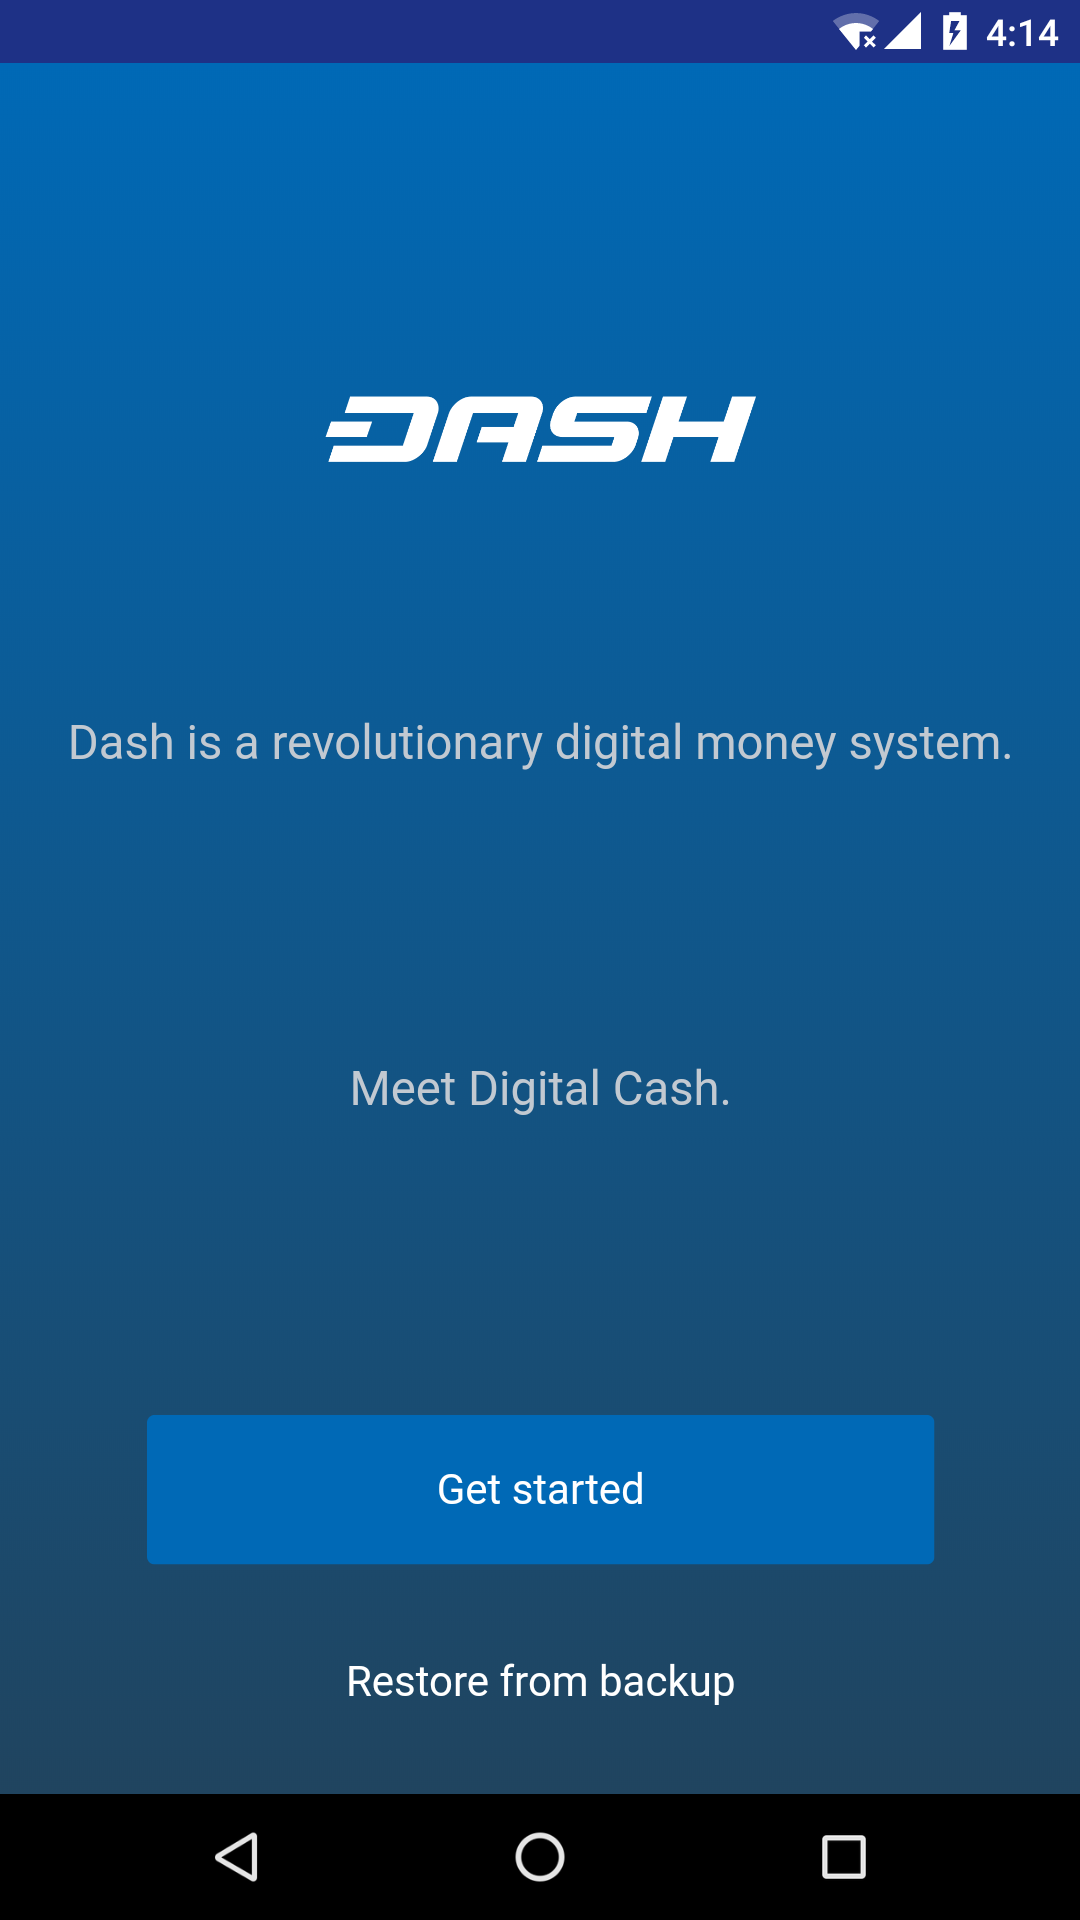 4:14
DASH
Dash is a revolutionary digital money system.
Meet Digital Cash.
Get started
Restore from backup